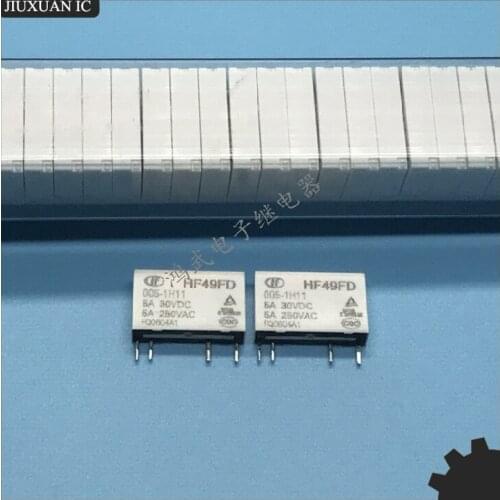 JIUXUAN IC
鸿式电子继电器
HF49FD
005-1H11
5A 30VDC
5A 250VAC
HF49FD
005-1H11
5A 30VDC
5A 250VAC